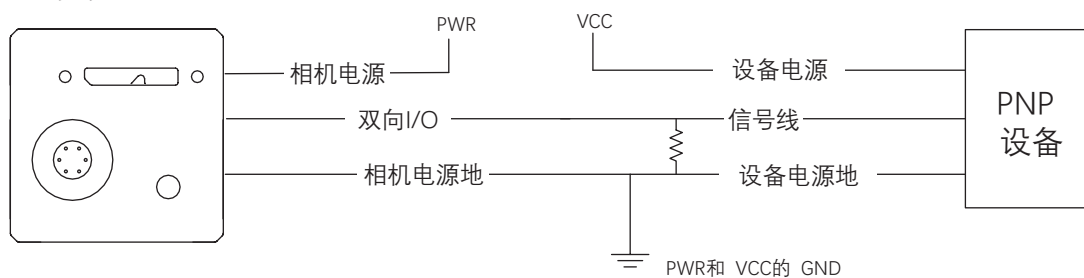 PWR
VCC
相机电源
设备电源
双向I/O
信号线
PNP
设备
相机电源地
设备电源地
PWR和 VCC的 GND